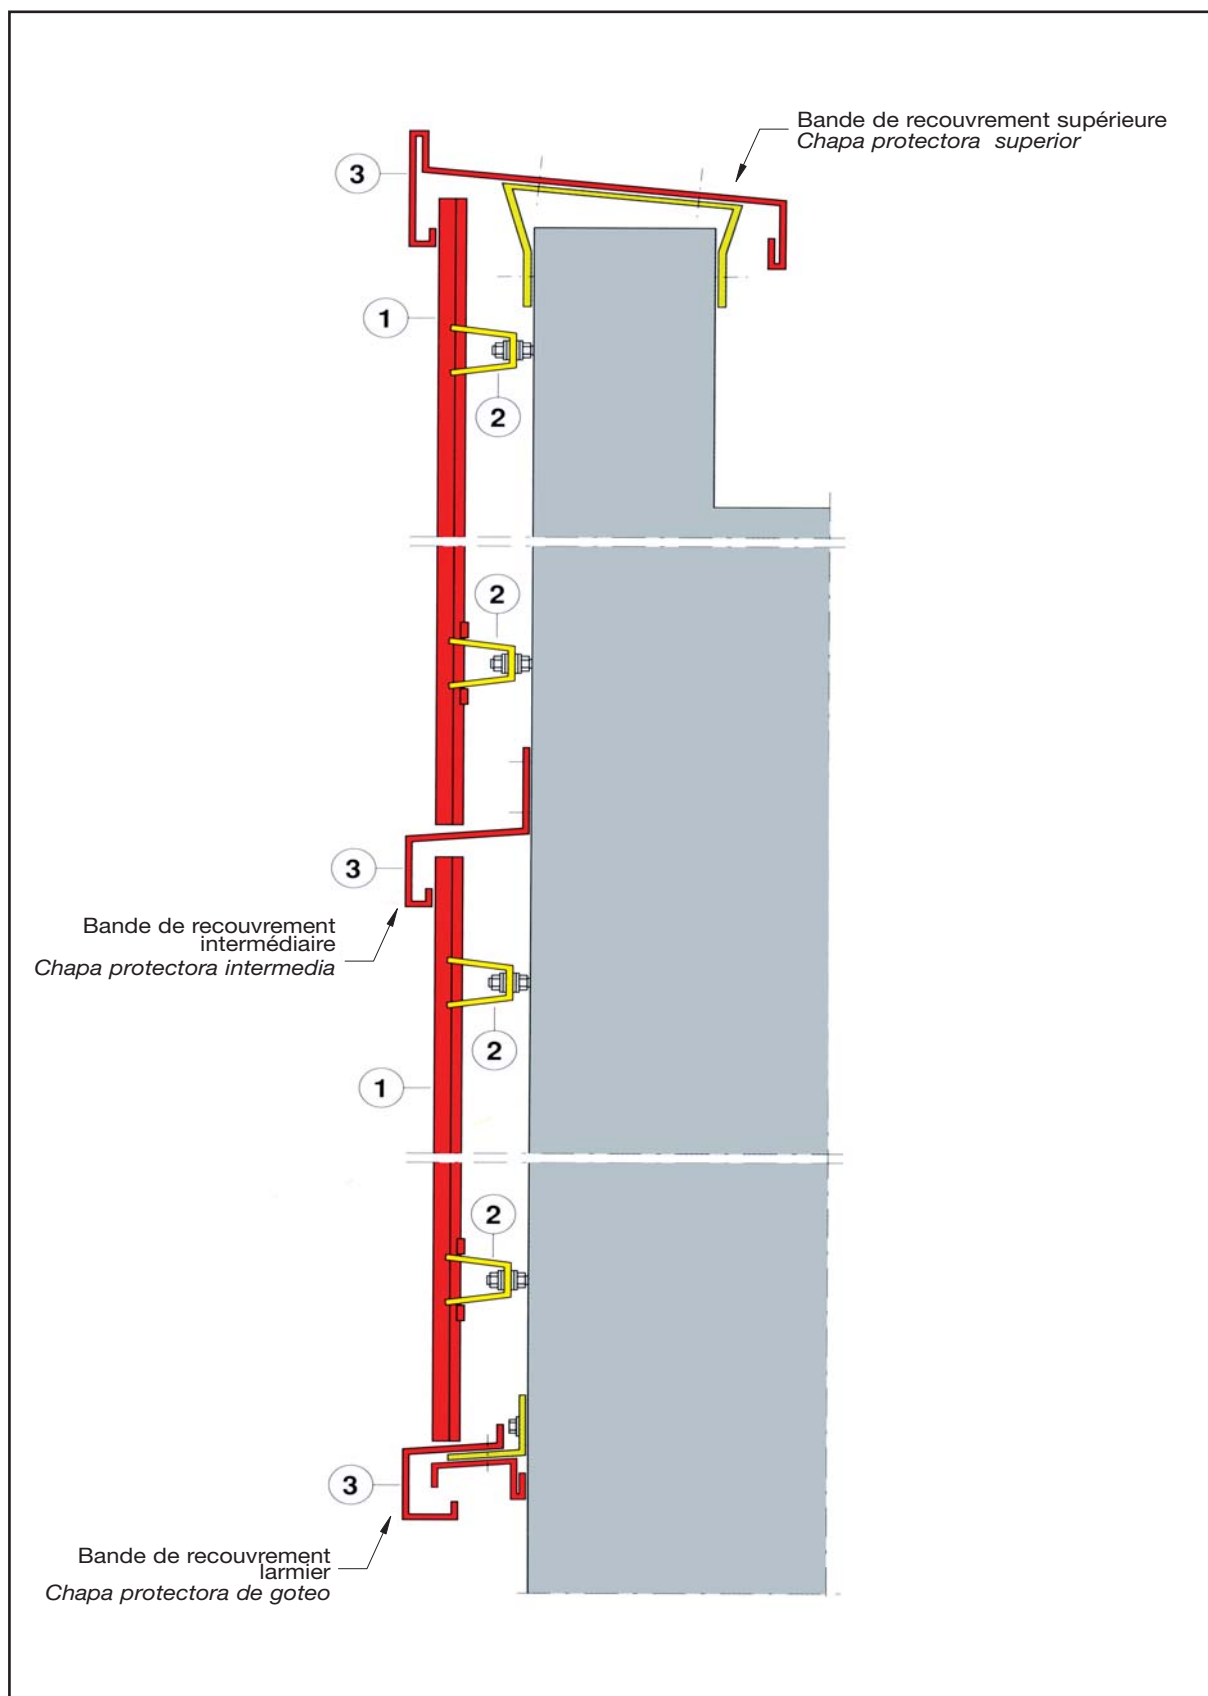 Bande de recouvrement supérieure
Chapa protectora superior
3
1
2
2
3
Bande de recouvrement
intermédiaire
Chapa protectora intermedia
2
1
2
3
Bande de recouvrement
larmier
Chapa protectora de goteo